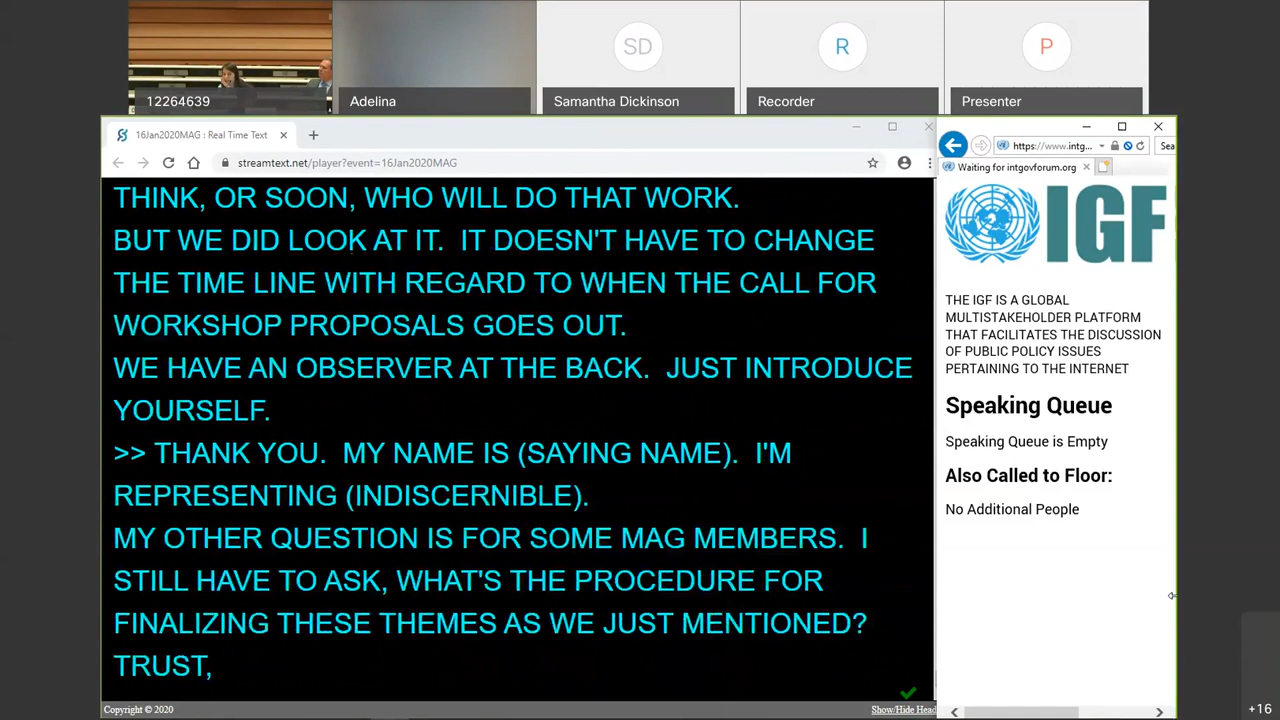 SD
R
P
12264639
Adelina
Samantha Dickinson
Recorder
Presenter
16Jan2020MAG : Real Time Text
streamtext.net/player?event=16Jan2020MAG
THINK, OR SOON, WHO WILL DO THAT WORK.
BUT WE DID LOOK AT IT. IT DOESN'T HAVE TO CHANGE
THE TIME LINE WITH REGARD TO WHEN THE CALL FOR
WORKSHOP PROPOSALS GOES OUT.
WE HAVE AN OBSERVER AT THE BACK. JUST INTRODUCE
YOURSELF.
>> THANK YOU. MY NAME IS (SAYING NAME). I'M
REPRESENTING (INDISCERNIBLE).
MY OTHER QUESTION IS FOR SOME MAG MEMBERS. I
STILL HAVE TO ASK, WHAT'S THE PROCEDURE FOR
FINALIZING THESE THEMES AS WE JUST MENTIONED?
TRUST,
Copyright © 2020
Show/Hide Head
https://www.intg...
Sea
Waiting for intgovforum.org
IGF
THE IGF IS A GLOBAL
MULTISTAKEHOLDER PLATFORM
THAT FACILITATES THE DISCUSSION
OF PUBLIC POLICY ISSUES
PERTAINING TO THE INTERNET
Speaking Queue
Speaking Queue is Empty
Also Called to Floor:
No Additional People
+16